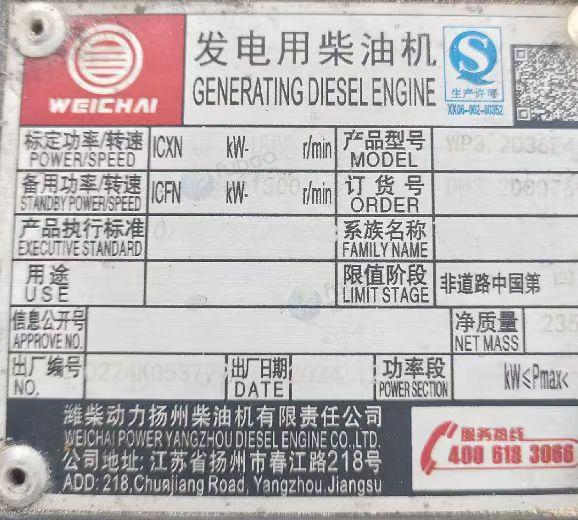 WEICHAI
发电用柴油机
GENERATING DIESEL ENGINE
生产许可
XK06-002-00352
标定功率/转速 ICXN kW- r/min 产品型号
POWER/SPEED MODEL
备用功率/转速 ICFN kW- r/min 订货号
STANDBY POWER/SPEED ORDER
产品执行标准 系族名称
EXECUTIVE STANDARD FAMILY NAME
用途 限值阶段 非道路中国第
USE LIMIT STAGE
信息公开号 净质量 235
APPROVE NO. NET MASS
出厂编号 出厂日期 功率段 kW≤Pmax<
NO. DATE POWER SECTION
潍柴动力扬州柴油机有限责任公司
WEICHAI POWER YANGZHOU DIESEL ENGINE CO.,LTD.
公司地址: 江苏省扬州市春江路218号
ADD: 218,Chunjiang Road, Yangzhou.Jiangsu
服务热线
400 618 3066